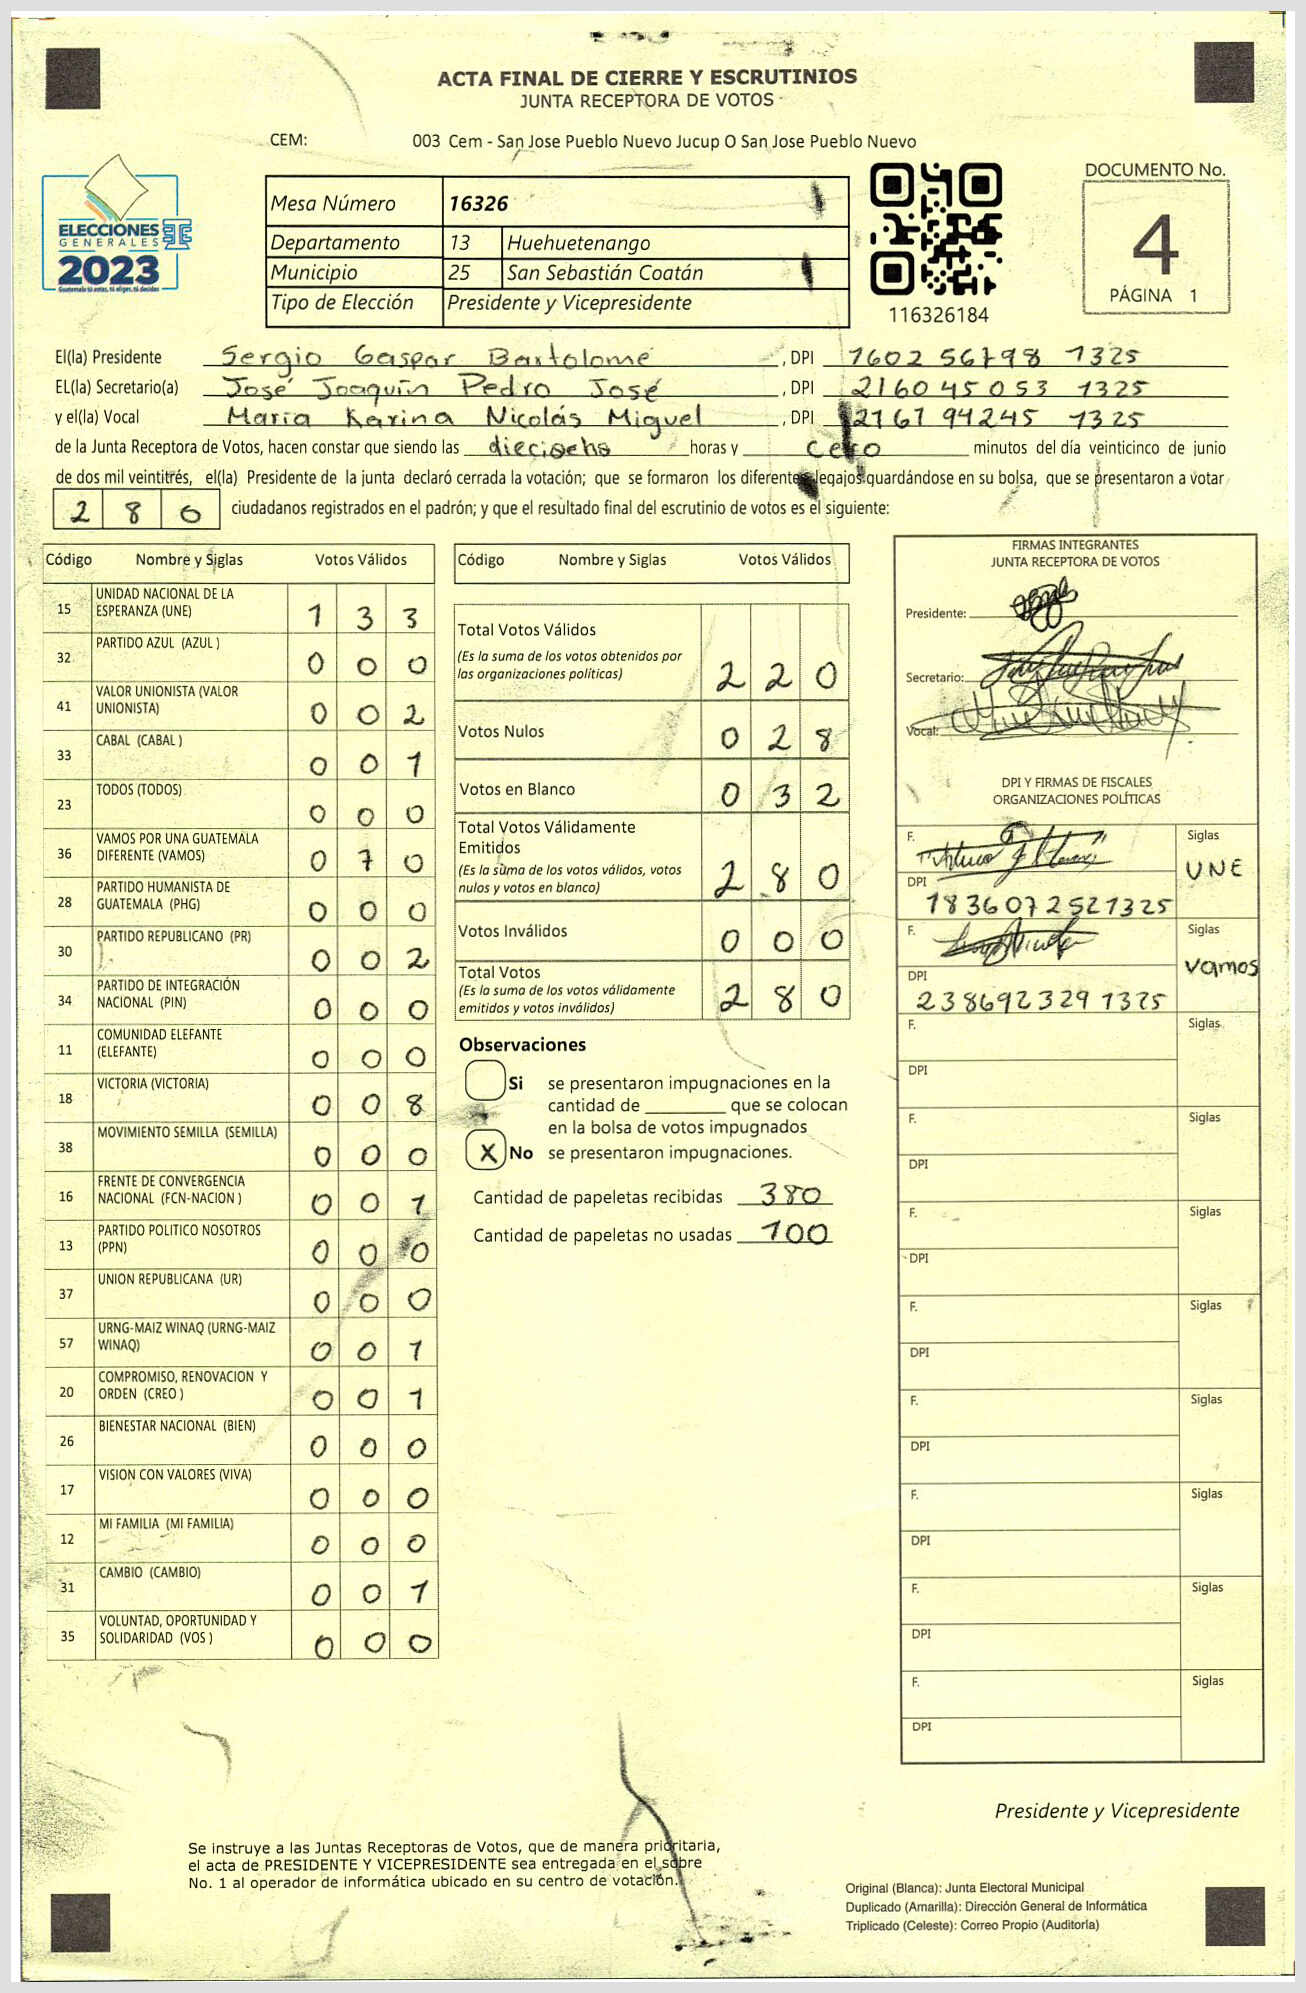 ACTA FINAL DE CIERRE Y ESCRUTINIOS
JUNTA RECEPTORA DE VOTOS
CEM: 003 Cem - San Jose Pueblo Nuevo Jucup O San Jose Pueblo Nuevo
ELECCIONES
GENERALES
2023
Guatemala tú votas, tú eliges, tú decides
Mesa Número 16326
Departamento 13 Huehuetenango
Municipio 25 San Sebastián Coatán
Tipo de Elección Presidente y Vicepresidente
116326184
DOCUMENTO No.
4
PÁGINA 1
El(la) Presidente Sergio Gaspar Bartolomé, DPI 1602 56798 1325
EL(la) Secretario(a) José Joaquín Pedro José, DPI 2160 45053 1325
y el(la) Vocal María Karina Nicolás Miguel, DPI 2167 94245 1325
de la Junta Receptora de Votos, hacen constar que siendo las dieciocho horas y cero minutos del día veinticinco de junio
de dos mil veintitrés, el(la) Presidente de la junta declaró cerrada la votación; que se formaron los diferentes legajos guardándose en su bolsa, que se presentaron a votar
280 ciudadanos registrados en el padrón; y que el resultado final del escrutinio de votos es el siguiente:
Código Nombre y Siglas Votos Válidos
15 UNIDAD NACIONAL DE LA ESPERANZA (UNE) 1 3 3
32 PARTIDO AZUL (AZUL ) 0 0 0
41 VALOR UNIONISTA (VALOR UNIONISTA) 0 0 2
33 CABAL (CABAL ) 0 0 1
23 TODOS (TODOS) 0 0 0
36 VAMOS POR UNA GUATEMALA DIFERENTE (VAMOS) 0 7 0
28 PARTIDO HUMANISTA DE GUATEMALA (PHG) 0 0 0
30 PARTIDO REPUBLICANO (PR) 0 0 2
34 PARTIDO DE INTEGRACIÓN NACIONAL (PIN) 0 0 0
11 COMUNIDAD ELEFANTE (ELEFANTE) 0 0 0
18 VICTORIA (VICTORIA) 0 0 8
38 MOVIMIENTO SEMILLA (SEMILLA) 0 0 0
16 FRENTE DE CONVERGENCIA NACIONAL (FCN-NACION ) 0 0 1
13 PARTIDO POLITICO NOSOTROS (PPN) 0 0 0
37 UNION REPUBLICANA (UR) 0 0 0
57 URNG-MAIZ WINAQ (URNG-MAIZ WINAQ) 0 0 1
20 COMPROMISO, RENOVACION Y ORDEN (CREO ) 0 0 1
26 BIENESTAR NACIONAL (BIEN) 0 0 0
17 VISION CON VALORES (VIVA) 0 0 0
12 MI FAMILIA (MI FAMILIA) 0 0 0
31 CAMBIO (CAMBIO) 0 0 1
35 VOLUNTAD, OPORTUNIDAD Y SOLIDARIDAD (VOS ) 0 0 0
Código Nombre y Siglas Votos Válidos
Total Votos Válidos
(Es la suma de los votos obtenidos por
las organizaciones políticas) 2 2 0
Votos Nulos 0 2 8
Votos en Blanco 0 3 2
Total Votos Válidamente
Emitidos
(Es la suma de los votos válidos, votos
nulos y votos en blanco) 2 8 0
Votos Inválidos 0 0 0
Total Votos
(Es la suma de los votos válidamente
emitidos y votos inválidos) 2 8 0
Observaciones
Si se presentaron impugnaciones en la
cantidad de ________ que se colocan
en la bolsa de votos impugnados
X No se presentaron impugnaciones.
Cantidad de papeletas recibidas 380
Cantidad de papeletas no usadas 100
FIRMAS INTEGRANTES
JUNTA RECEPTORA DE VOTOS
Presidente:
Secretario:
Vocal:
DPI Y FIRMAS DE FISCALES
ORGANIZACIONES POLÍTICAS
F. Siglas
UNE
DPI
1836072521325
F. Siglas
Vamos
DPI
238692329 1325
F. Siglas
DPI
F. Siglas
DPI
F. Siglas
DPI
F. Siglas
DPI
F. Siglas
DPI
F. Siglas
DPI
F. Siglas
DPI
F. Siglas
DPI
Presidente y Vicepresidente
Se instruye a las Juntas Receptoras de Votos, que de manera prioritaria,
el acta de PRESIDENTE Y VICEPRESIDENTE sea entregada en el sobre
No. 1 al operador de informática ubicado en su centro de votación.
Original (Blanca): Junta Electoral Municipal
Duplicado (Amarilla): Dirección General de Informática
Triplicado (Celeste): Correo Propio (Auditoría)